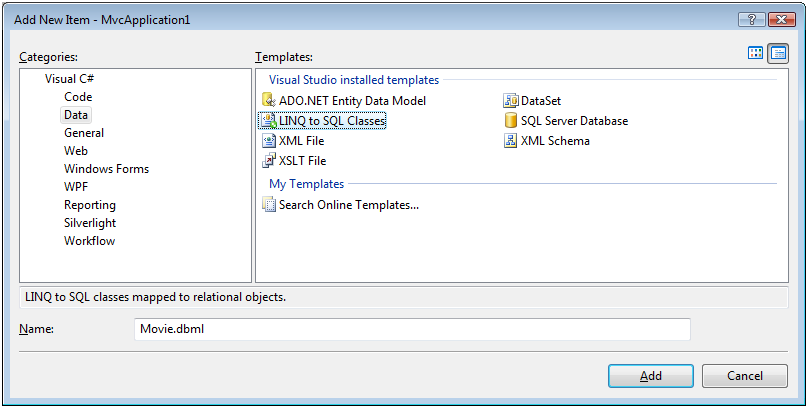 Add New Item - MvcApplication1
Categories:
Templates:
Visual C#
Code
Data
General
Web
Windows Forms
WPF
Reporting
Silverlight
Workflow
Visual Studio installed templates
ADO.NET Entity Data Model
DataSet
LINQ to SQL Classes
SQL Server Database
XML File
XML Schema
XSLT File
My Templates
Search Online Templates...
LINQ to SQL classes mapped to relational objects.
Name:
Movie.dbml
Add
Cancel